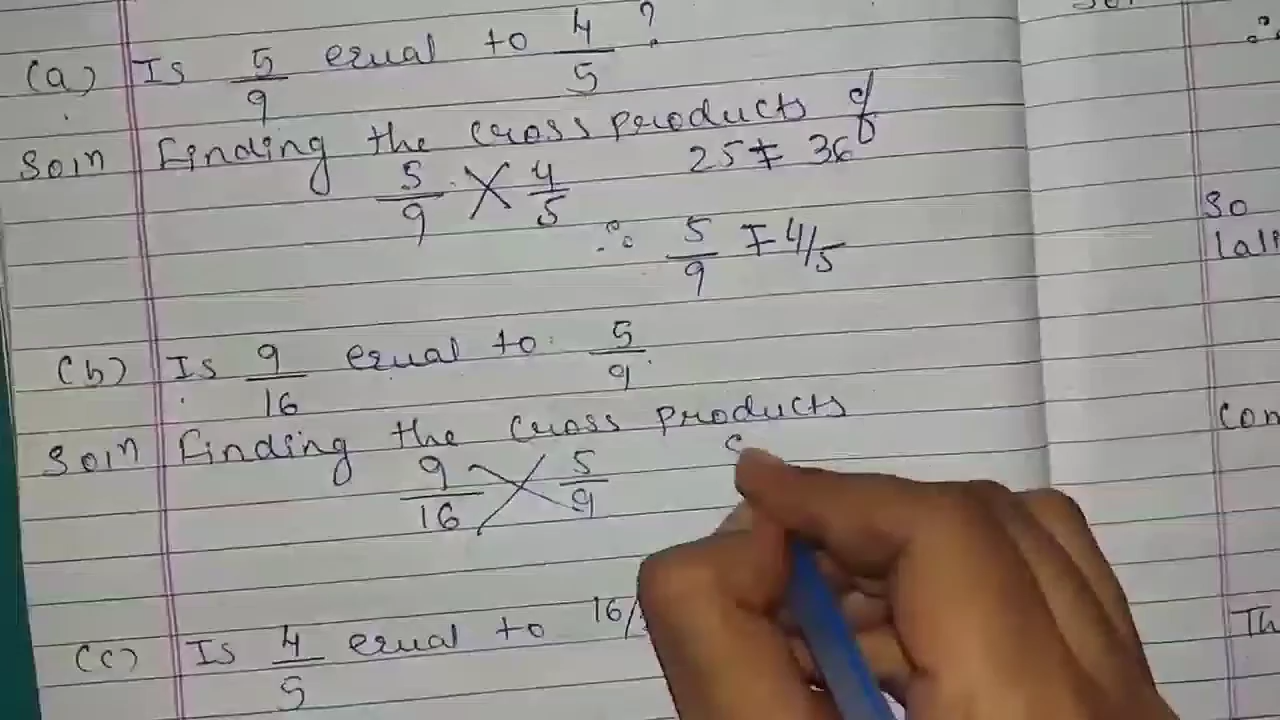 (a) Is 5/9 equal to 4/5 ?
Soln Finding the cross products of
5/9 X 4/5 25 ≠ 36
∴ 5/9 ≠ 4/5
(b) Is 9/16 equal to 5/9
Soln Finding the cross products
9/16 X 5/9
(c) Is 4/5 equal to 16/
So
Con
Th